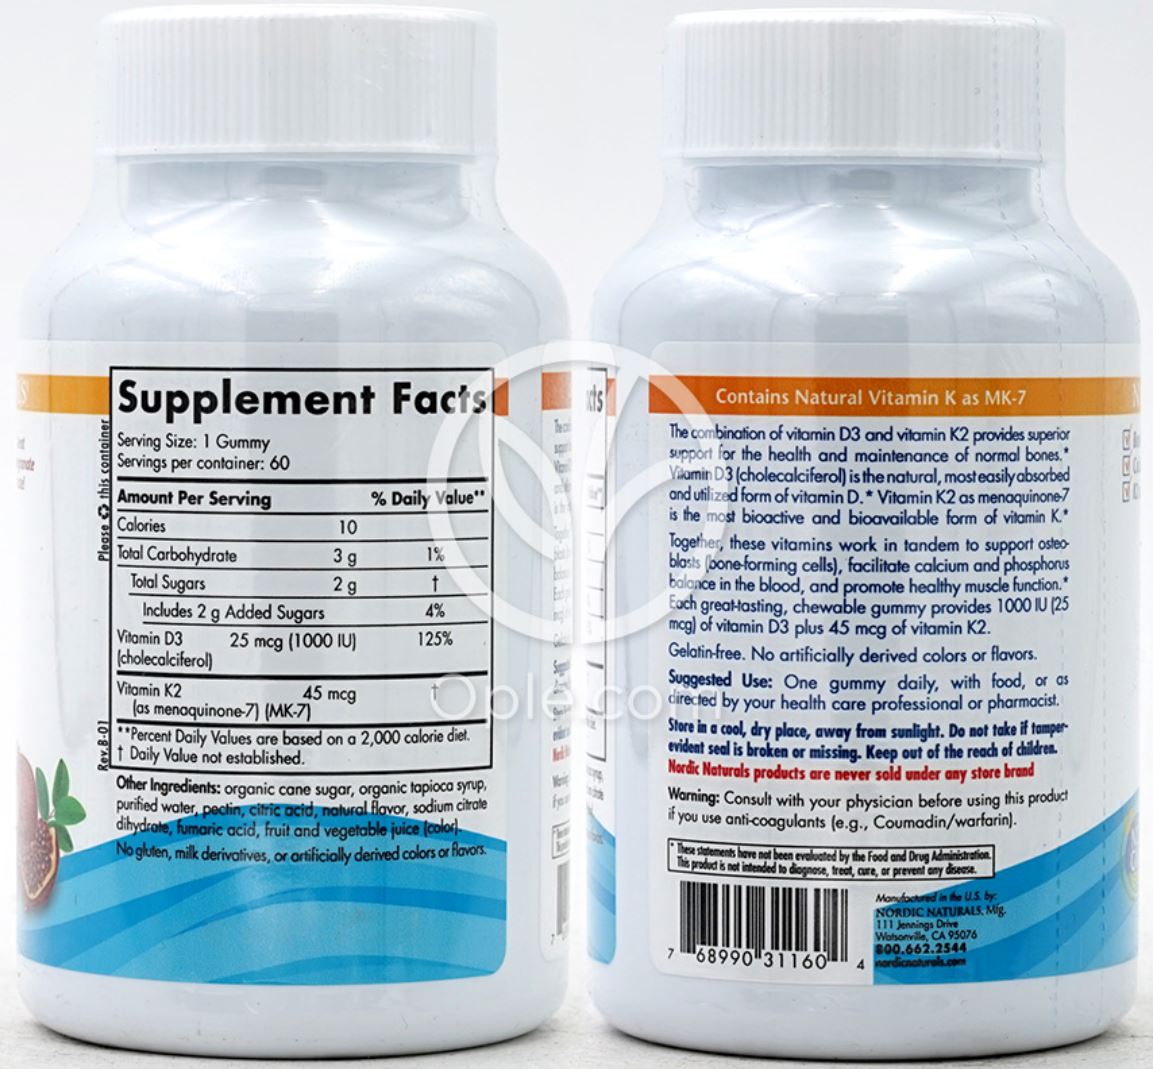 Supplement Facts
Serving Size: 1 Gummy
Servings per container: 60
Amount Per Serving % Daily Value**
Calories 10
Total Carbohydrate 3 g 1%
Total Sugars 2 g †
Includes 2 g Added Sugars 4%
Vitamin D3 25 mcg (1000 IU) 125%
(cholecalciferol)
Vitamin K2 45 mcg †
(as menaquinone-7) (MK-7)
**Percent Daily Values are based on a 2,000 calorie diet.
† Daily Value not established.
Other Ingredients: organic cane sugar, organic tapioca syrup,
purified water, pectin, citric acid, natural flavor, sodium citrate
dihydrate, fumaric acid, fruit and vegetable juice (color).
No gluten, milk derivatives, or artificially derived colors or flavors.
Please this container
Rev.B-01
Contains Natural Vitamin K as MK-7
The combination of vitamin D3 and vitamin K2 provides superior
support for the health and maintenance of normal bones.*
Vitamin D3 (cholecalciferol) is the natural, most easily absorbed
and utilized form of vitamin D.* Vitamin K2 as menaquinone-7
is the most bioactive and bioavailable form of vitamin K.*
Together, these vitamins work in tandem to support osteo-
blasts (bone-forming cells), facilitate calcium and phosphorus
balance in the blood, and promote healthy muscle function.*
Each great-tasting, chewable gummy provides 1000 IU (25
mcg) of vitamin D3 plus 45 mcg of vitamin K2.
Gelatin-free. No artificially derived colors or flavors.
Suggested Use: One gummy daily, with food, or as
directed by your health care professional or pharmacist.
Store in a cool, dry place, away from sunlight. Do not take if tamper-
evident seal is broken or missing. Keep out of the reach of children.
Nordic Naturals products are never sold under any store brand
Warning: Consult with your physician before using this product
if you use anti-coagulants (e.g., Coumadin/warfarin).
* These statements have not been evaluated by the Food and Drug Administration.
This product is not intended to diagnose, treat, cure, or prevent any disease.
7 68990 31160 4
Manufactured in the U.S. by:
NORDIC NATURALS, Mfg.
111 Jennings Drive
Watsonville, CA 95076
800.662.2544
nordicnaturals.com
Ople.com